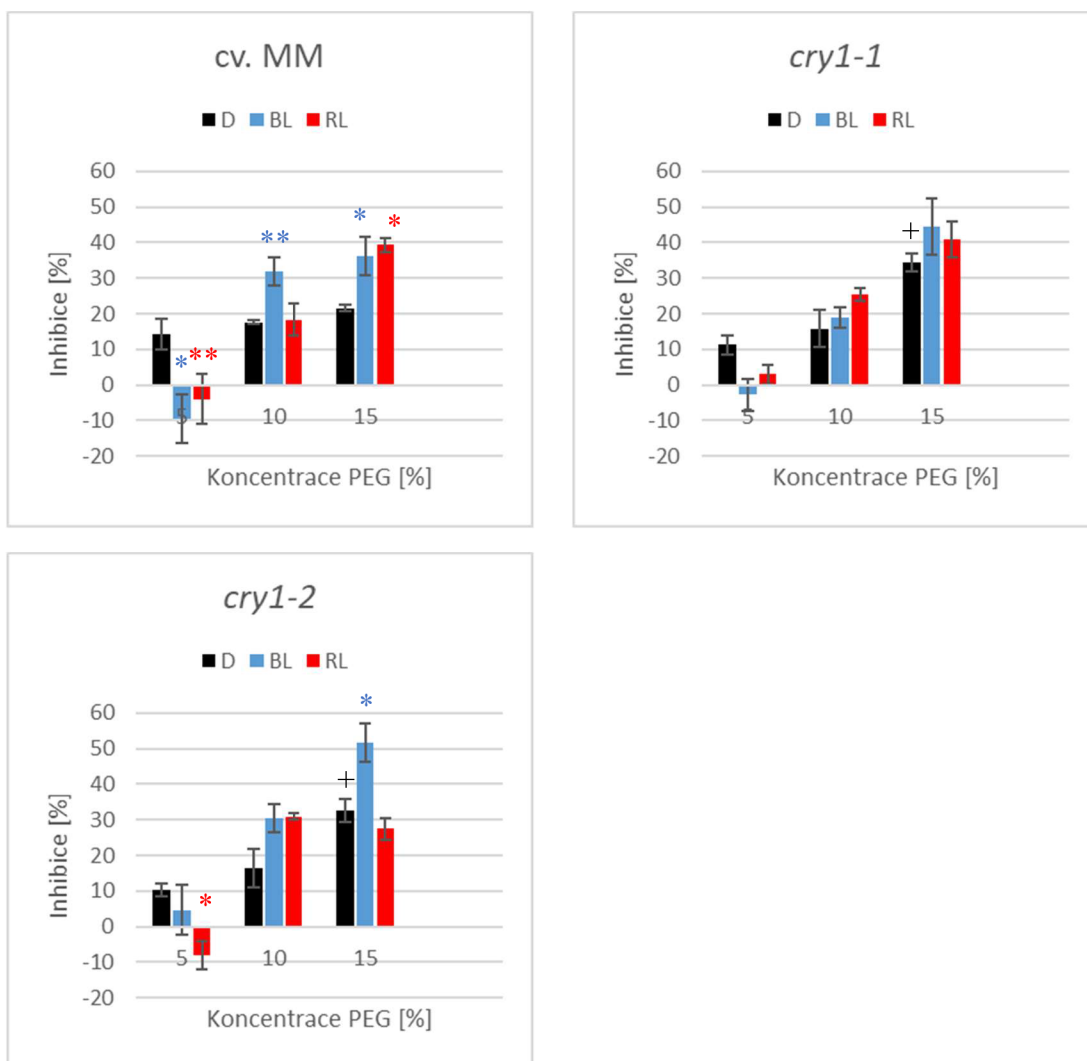 cv. MM
D BL RL
60
50
40
30
20
10
0
-10
-20
Inhibice [%]
* ** ** * *
5 10 15
Koncentrace PEG [%]
cry1-1
D BL RL
60
50
40
30
20
10
0
-10
-20
Inhibice [%]
+
5 10 15
Koncentrace PEG [%]
cry1-2
D BL RL
60
50
40
30
20
10
0
-10
-20
Inhibice [%]
* + *
5 10 15
Koncentrace PEG [%]